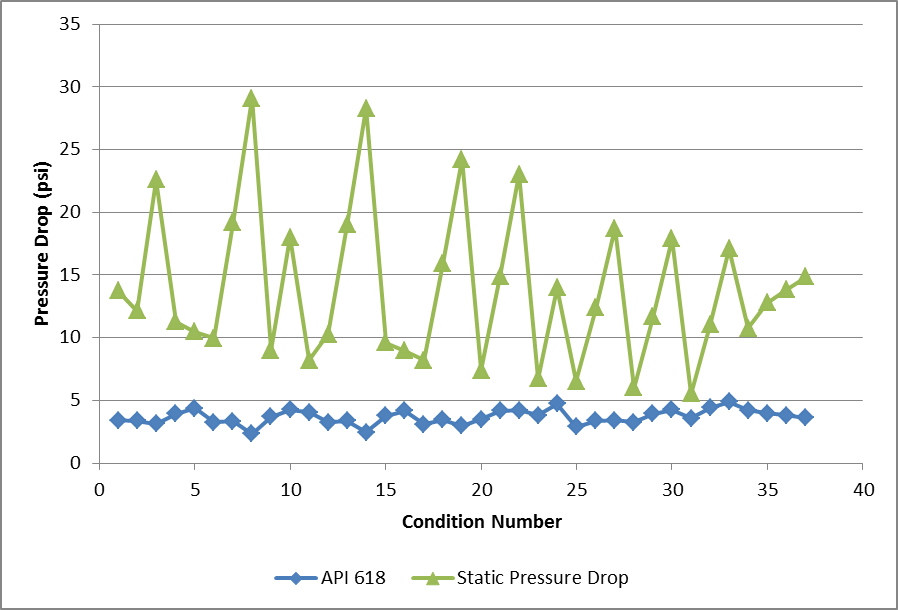 35
30
25
20
15
10
5
0
Pressure Drop (psi)
0 5 10 15 20 25 30 35 40
Condition Number
API 618 Static Pressure Drop